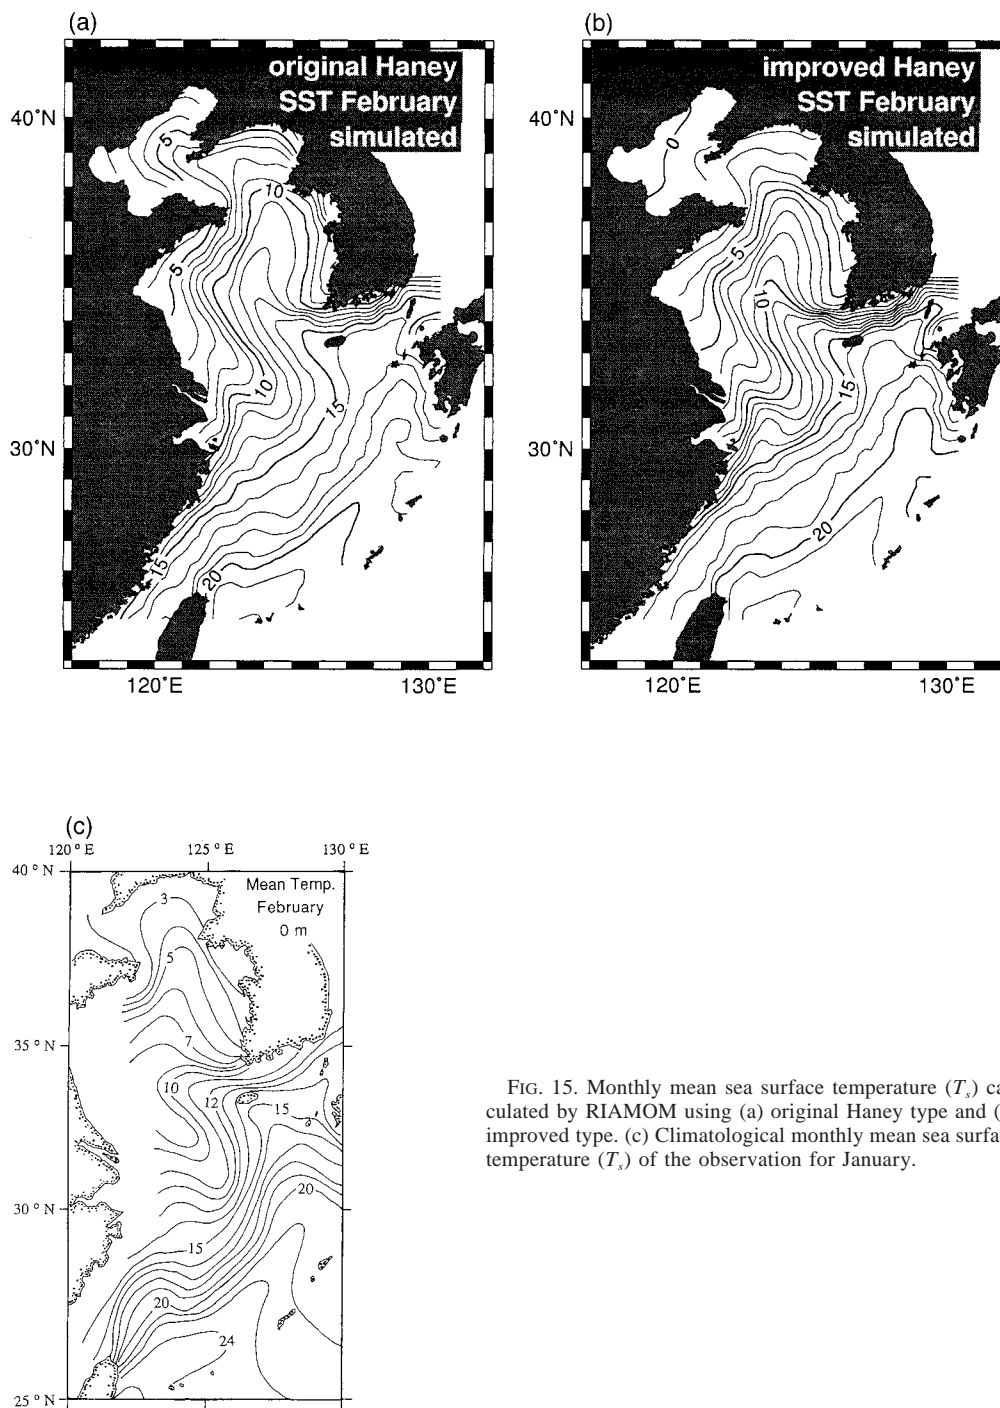 (a)
original Haney
SST February
simulated
40°N
30°N
120°E
130°E
5
10
5
10
15
15
20
(b)
improved Haney
SST February
simulated
40°N
30°N
120°E
130°E
0
5
10
15
20
(c)
120 °E
125 °E
130 °E
40° N
35° N
30° N
25° N
Mean Temp.
February
0 m
3
5
7
10
12
15
20
15
20
24
FIG. 15. Monthly mean sea surface temperature (Ts) ca
culated by RIAMOM using (a) original Haney type and (
improved type. (c) Climatological monthly mean sea surfa
temperature (Ts) of the observation for January.